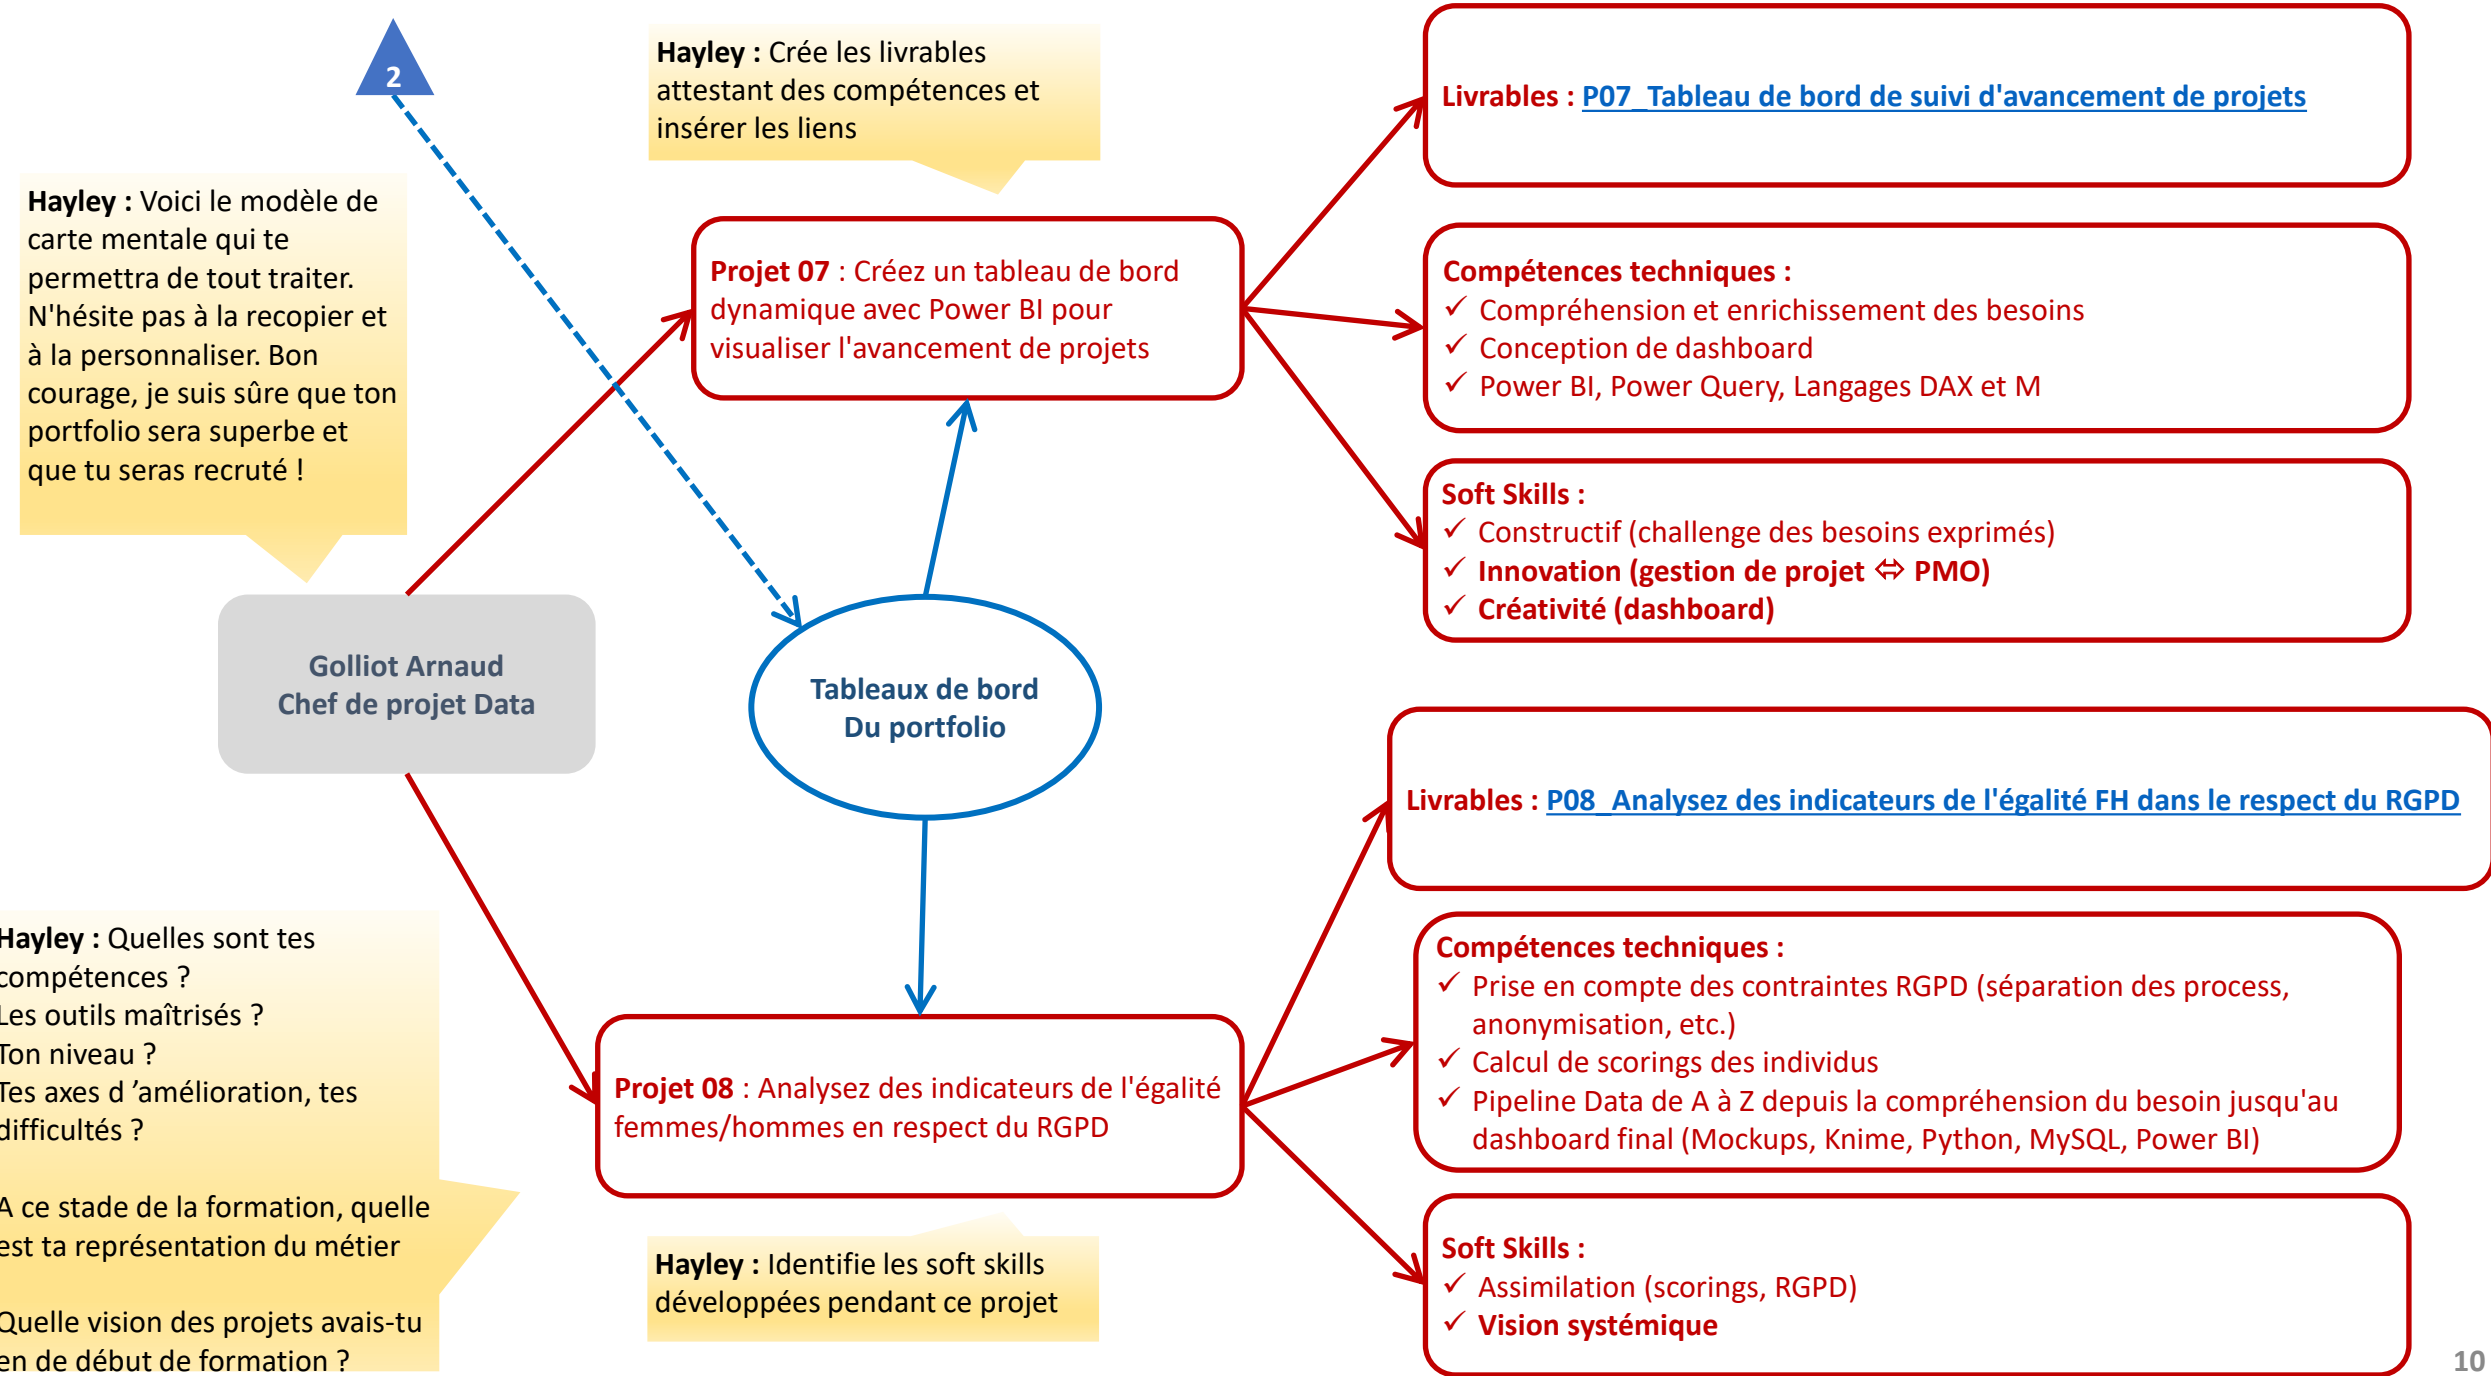 2
Hayley : Crée les livrables
attestant des compétences et
insérer les liens
Livrables : P07_Tableau de bord de suivi d'avancement de projets
Hayley : Voici le modèle de
carte mentale qui te
permettra de tout traiter.
N'hésite pas à la recopier et
à la personnaliser. Bon
courage, je suis sûre que ton
portfolio sera superbe et
que tu seras recruté !
Projet 07 : Créez un tableau de bord
dynamique avec Power BI pour
visualiser l'avancement de projets
Compétences techniques :
✓ Compréhension et enrichissement des besoins
✓ Conception de dashboard
✓ Power BI, Power Query, Langages DAX et M
Soft Skills :
✓ Constructif (challenge des besoins exprimés)
✓ Innovation (gestion de projet ⇔ PMO)
✓ Créativité (dashboard)
Golliot Arnaud
Chef de projet Data
Tableaux de bord
Du portfolio
Livrables : P08_Analysez des indicateurs de l'égalité FH dans le respect du RGPD
Hayley : Quelles sont tes
compétences ?
Les outils maîtrisés ?
Ton niveau ?
Tes axes d ’amélioration, tes
difficultés ?
A ce stade de la formation, quelle
est ta représentation du métier
Quelle vision des projets avais-tu
en de début de formation ?
Projet 08 : Analysez des indicateurs de l'égalité
femmes/hommes en respect du RGPD
Compétences techniques :
✓ Prise en compte des contraintes RGPD (séparation des process,
anonymisation, etc.)
✓ Calcul de scorings des individus
✓ Pipeline Data de A à Z depuis la compréhension du besoin jusqu'au
dashboard final (Mockups, Knime, Python, MySQL, Power BI)
Hayley : Identifie les soft skills
développées pendant ce projet
Soft Skills :
✓ Assimilation (scorings, RGPD)
✓ Vision systémique
10